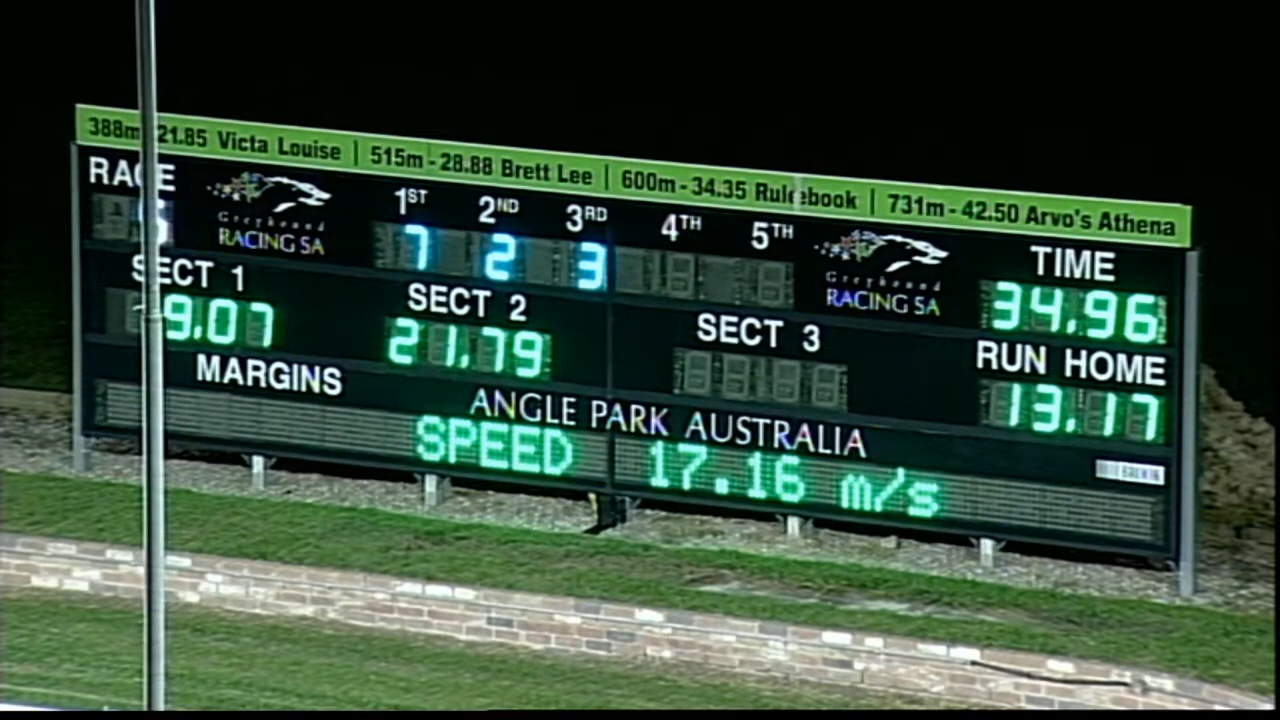 388m 21.85 Victa Louise | 515m - 28.88 Brett Lee | 600m - 34.35 Rulebook | 731m - 42.50 Arvo's Athena
RACE
Greyhound
RACING SA
1ST 2ND 3RD 4TH 5TH
7 2 3
Greyhound
RACING SA
TIME
34.96
SECT 1
9.07
SECT 2
21.79
SECT 3
RUN HOME
13.17
MARGINS
ANGLE PARK AUSTRALIA
SPEED 17.16 m/s